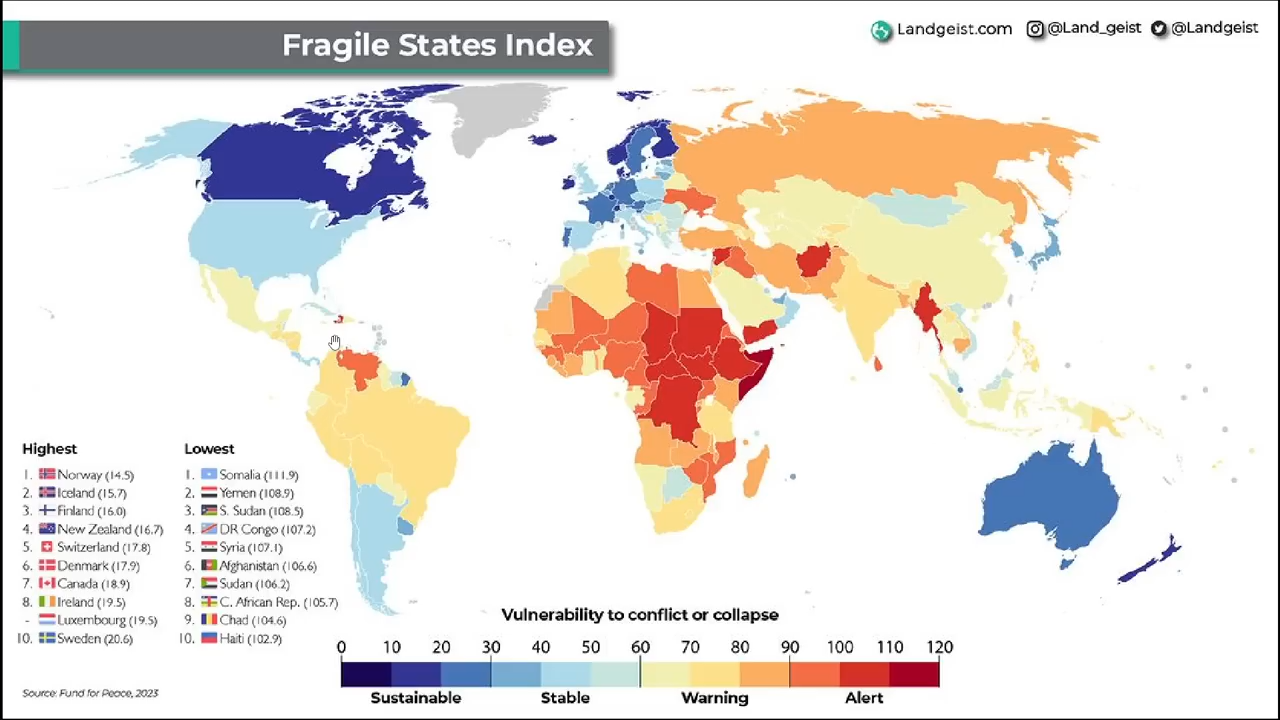 Fragile States Index
Landgeist.com @Land_geist @Landgeist
Highest
1. Norway (14.5)
2. Iceland (15.7)
3. Finland (16.0)
4. New Zealand (16.7)
5. Switzerland (17.8)
6. Denmark (17.9)
7. Canada (18.9)
8. Ireland (19.5)
- Luxembourg (19.5)
10. Sweden (20.6)
Lowest
1. Somalia (111.9)
2. Yemen (108.9)
3. S. Sudan (108.5)
4. DR Congo (107.2)
5. Syria (107.1)
6. Afghanistan (106.6)
7. Sudan (106.2)
8. C. African Rep. (105.7)
9. Chad (104.6)
10. Haiti (102.9)
Vulnerability to conflict or collapse
0 10 20 30 40 50 60 70 80 90 100 110 120
Sustainable Stable Warning Alert
Source: Fund for Peace, 2023